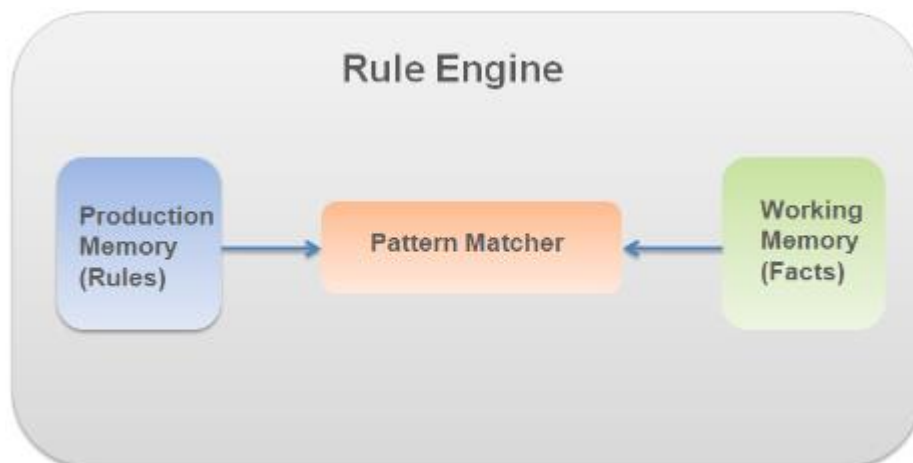 Rule Engine
Production
Memory
(Rules)
Pattern Matcher
Working
Memory
(Facts)